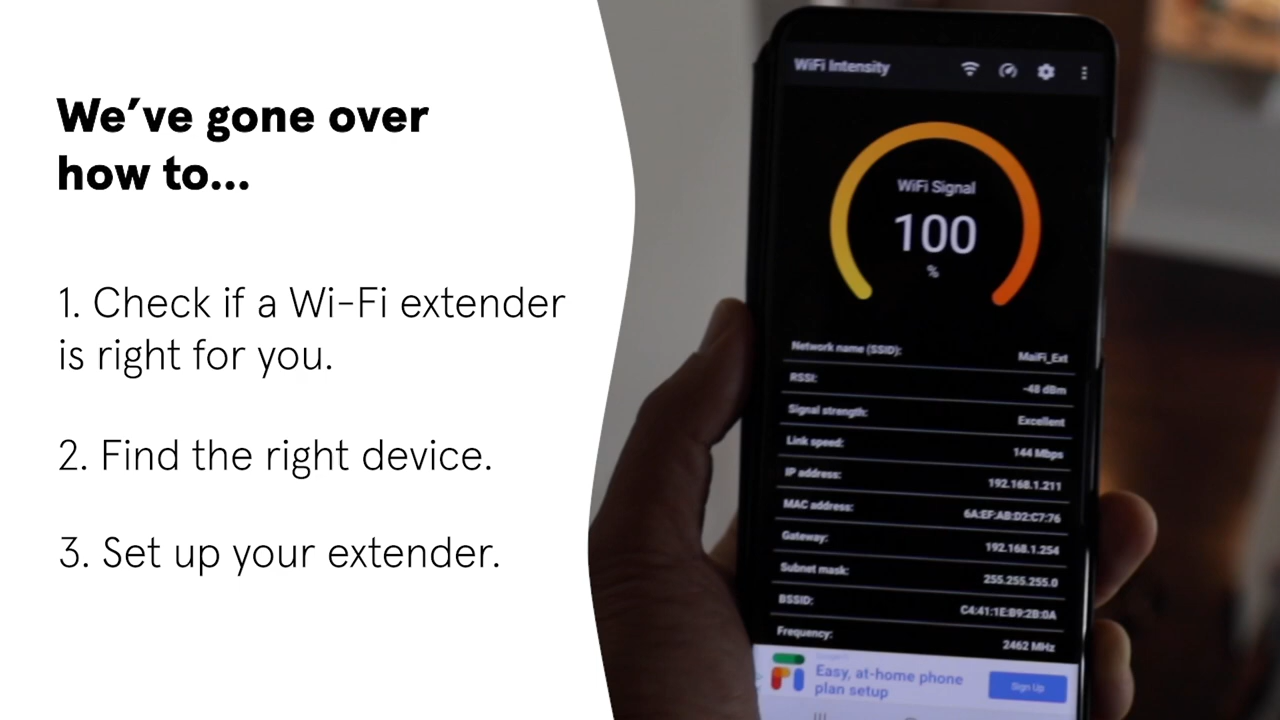 We've gone over
how to...
1. Check if a Wi-Fi extender
is right for you.
2. Find the right device.
3. Set up your extender.
WiFi Intensity
WiFi Signal
100
%
Network name (SSID): MaiFi_Ext
RSSI: -48 dBm
Signal strength: Excellent
Link speed: 144 Mbps
IP address: 192.168.1.211
MAC address: 6A:EF:AB:D2:C7:76
Gateway: 192.168.1.254
Subnet mask: 255.255.255.0
BSSID: C4:41:1E:B9:2B:0A
Frequency: 2462 MHz
Easy, at-home phone
plan setup
Sign Up